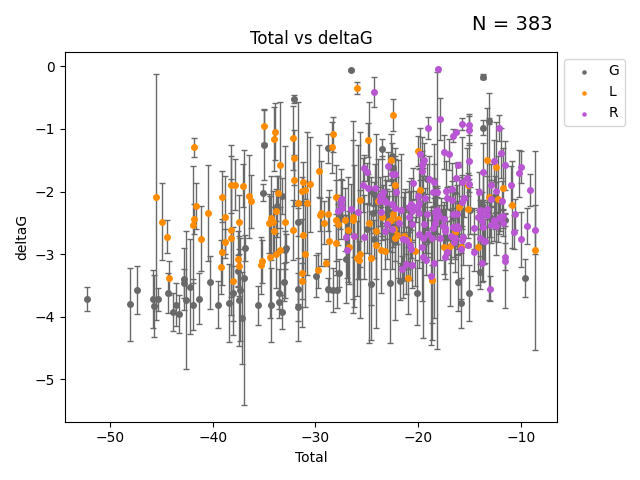 N = 383
Total vs deltaG
G
L
R
deltaG
0
−1
−2
−3
−4
−5
−50 −40 −30 −20 −10
Total